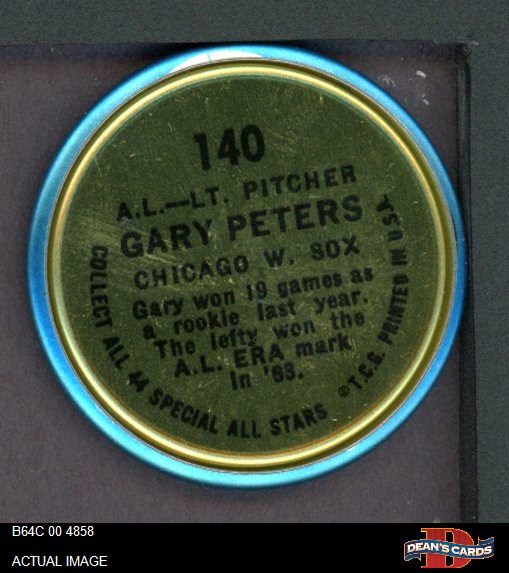 140
A.L.—LT. PITCHER
GARY PETERS
CHICAGO W. SOX
Gary won 19 games as
a rookie last year.
The lefty won the
A.L. ERA mark
in '63.
COLLECT ALL 44 SPECIAL ALL STARS
©T.C.G. PRINTED IN USA
B64C 00 4858
ACTUAL IMAGE
D
DEAN'S CARDS